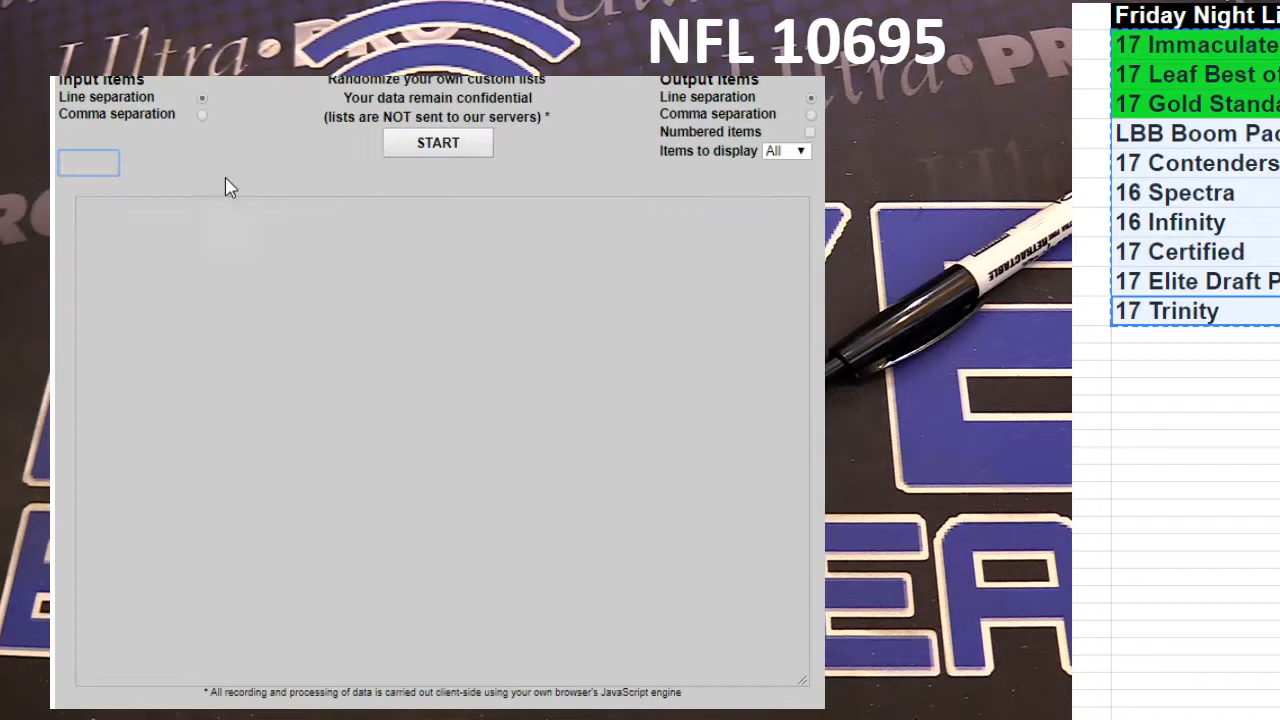 NFL 10695
Ultra PRO
Input Items
Line separation
Comma separation
Randomize your own custom lists
Your data remain confidential
(lists are NOT sent to our servers) *
START
Output Items
Line separation
Comma separation
Numbered items
Items to display All
* All recording and processing of data is carried out client-side using your own browser's JavaScript engine
RETRACTABLE
Friday Night
17 Immaculate
17 Leaf Best
17 Gold
LBB Boom
17 Contenders
16 Spectra
16 Infinity
17 Certified
17 Elite Draft
17 Trinity